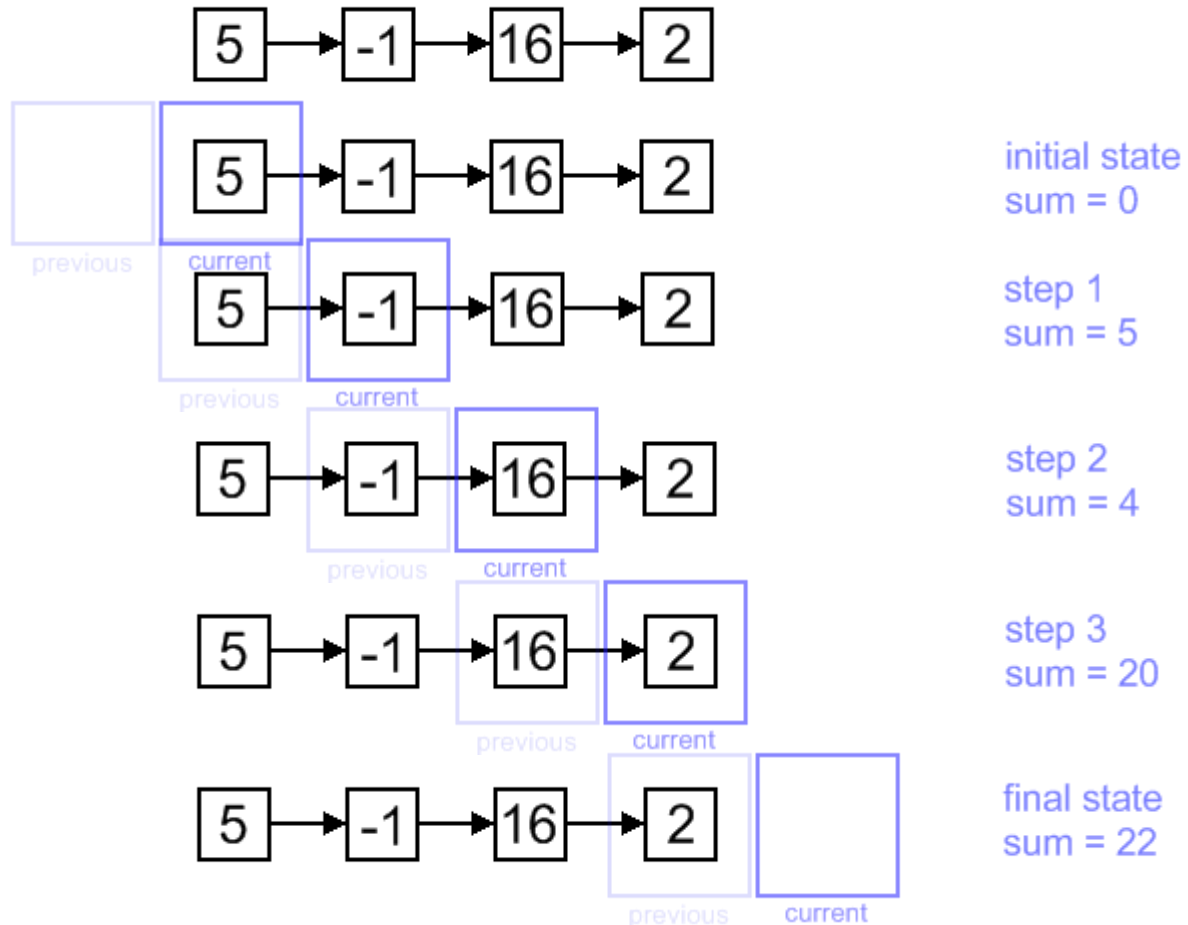 5 -1 16 2
5 -1 16 2
initial state
sum = 0
previous current
5 -1 16 2
step 1
sum = 5
previous current
5 -1 16 2
step 2
sum = 4
previous current
5 -1 16 2
step 3
sum = 20
previous current
5 -1 16 2
final state
sum = 22
previous current